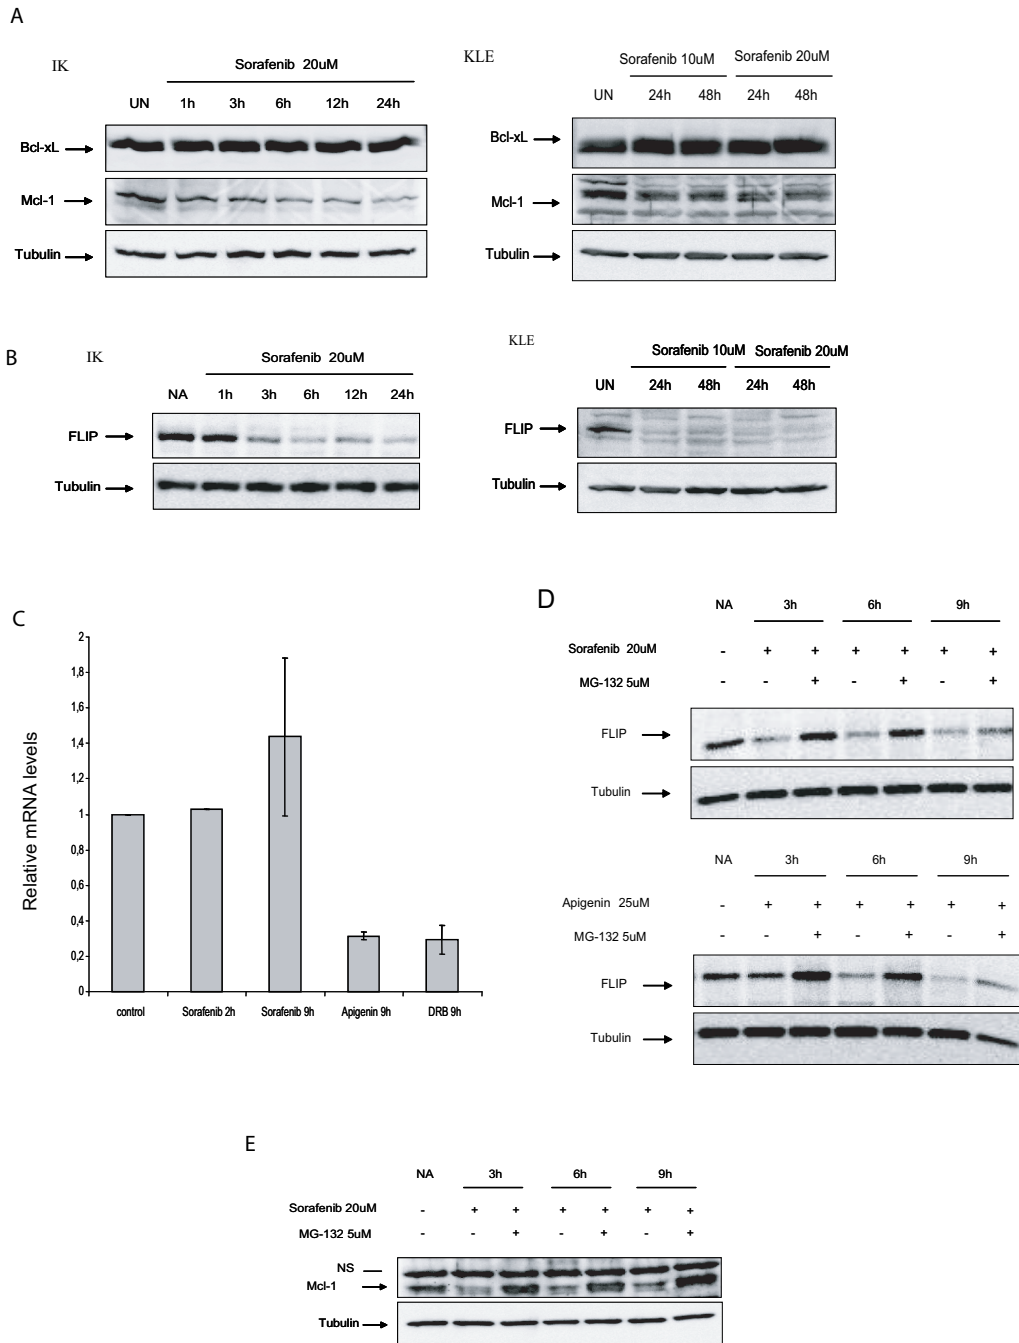 A
IK
Sorafenib 20uM
UN 1h 3h 6h 12h 24h
Bcl-xL
Mcl-1
Tubulin
KLE
Sorafenib 10uM Sorafenib 20uM
UN 24h 48h 24h 48h
Bcl-xL
Mcl-1
Tubulin
B
IK
Sorafenib 20uM
NA 1h 3h 6h 12h 24h
FLIP
Tubulin
KLE
Sorafenib 10uM Sorafenib 20uM
UN 24h 48h 24h 48h
FLIP
Tubulin
C
Relative mRNA levels
2
1,8
1,6
1,4
1,2
1
0,8
0,6
0,4
0,2
0
control Sorafenib 2h Sorafenib 9h Apigenin 9h DRB 9h
D
NA 3h 6h 9h
Sorafenib 20uM - + + + + + +
MG-132 5uM - - + - + - +
FLIP
Tubulin
NA 3h 6h 9h
Apigenin 25uM - + + + + + +
MG-132 5uM - - + - + - +
FLIP
Tubulin
E
NA 3h 6h 9h
Sorafenib 20uM - + + + + + +
MG-132 5uM - - + - + - +
NS
Mcl-1
Tubulin